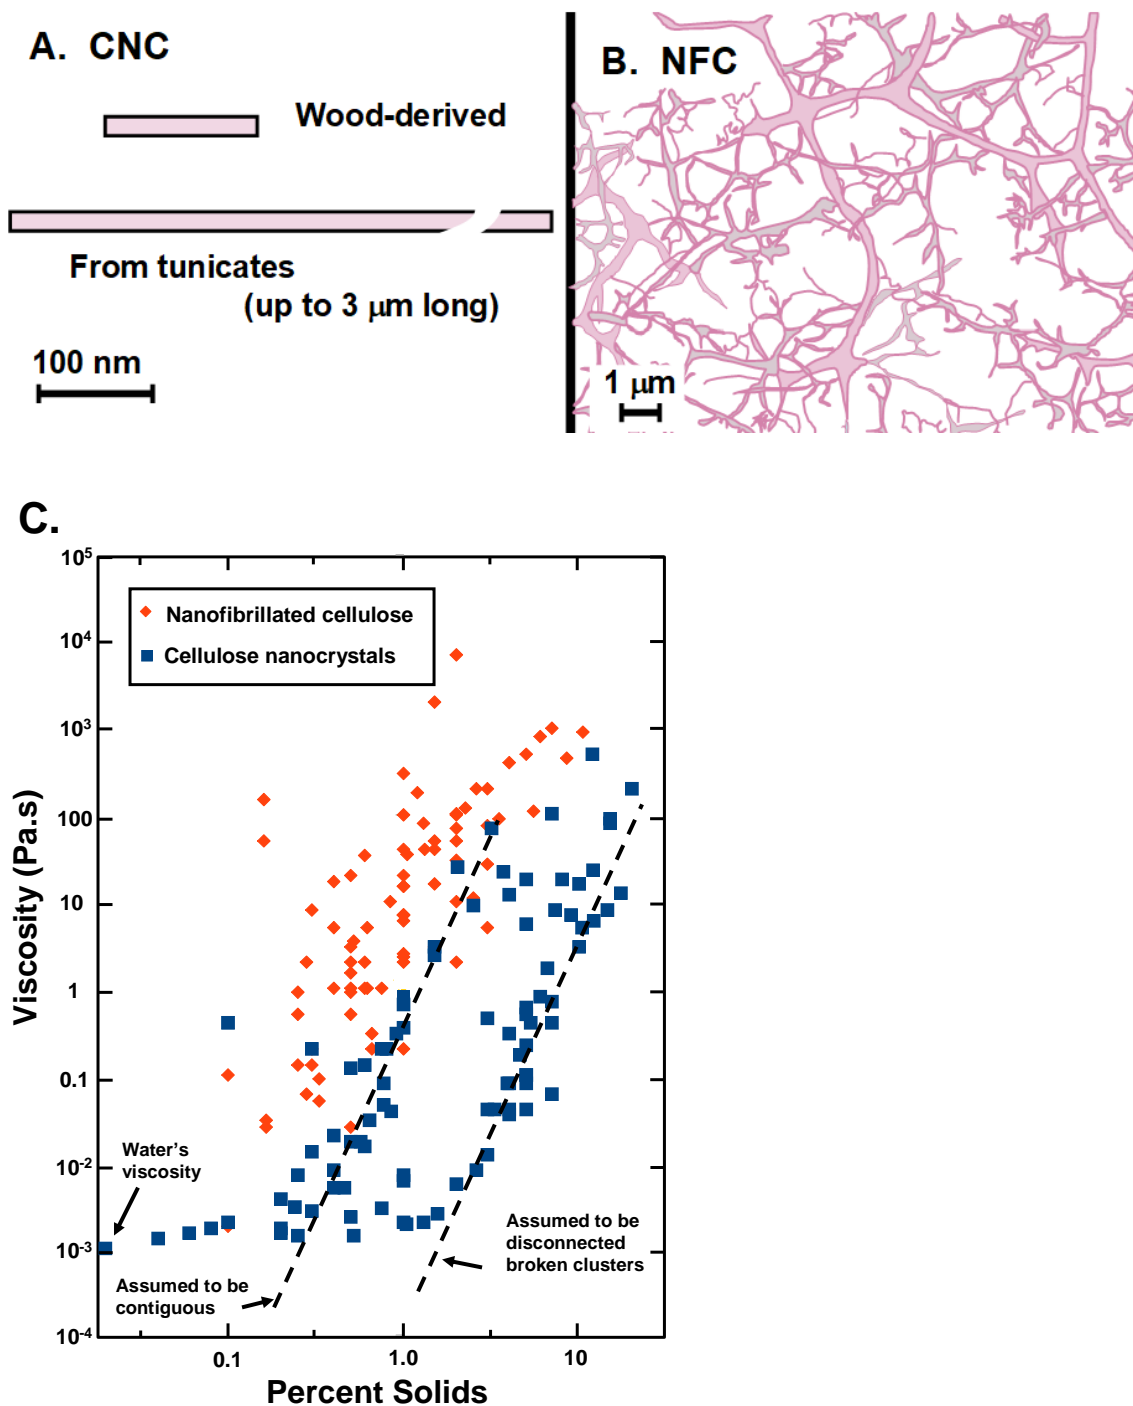 A. CNC
Wood-derived
From tunicates
(up to 3 μm long)
100 nm
B. NFC
1 μm
C.
10⁵
10⁴
10³
100
10
1
0.1
10⁻²
10⁻³
10⁻⁴
Viscosity (Pa.s)
Nanofibrillated cellulose
Cellulose nanocrystals
Water's
viscosity
Assumed to be
contiguous
Assumed to be
disconnected
broken clusters
0.1
1.0
10
Percent Solids